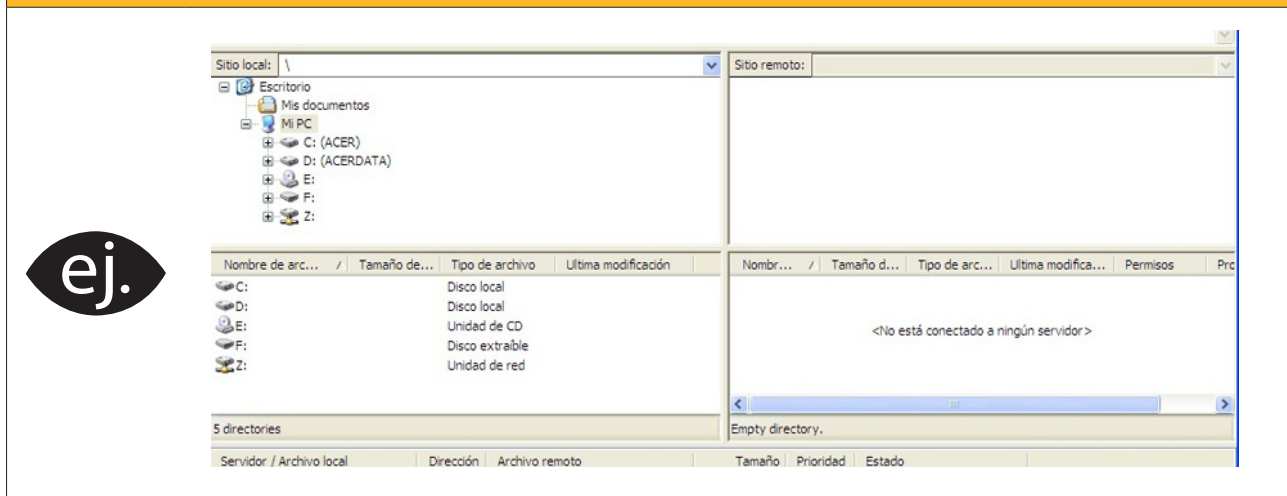 Sitio local: \
Escritorio
Mis documentos
Mi PC
C: (ACER)
D: (ACERDATA)
E:
F:
Z:
Sitio remoto:
ej.
Nombre de arc... / Tamaño de... Tipo de archivo Ultima modificación
C: Disco local
D: Disco local
E: Unidad de CD
F: Disco extraíble
Z: Unidad de red
5 directories
Nombr... / Tamaño d... Tipo de arc... Ultima modifica... Permisos Prc
<No está conectado a ningún servidor>
Empty directory.
Servidor / Archivo local Dirección Archivo remoto Tamaño Prioridad Estado